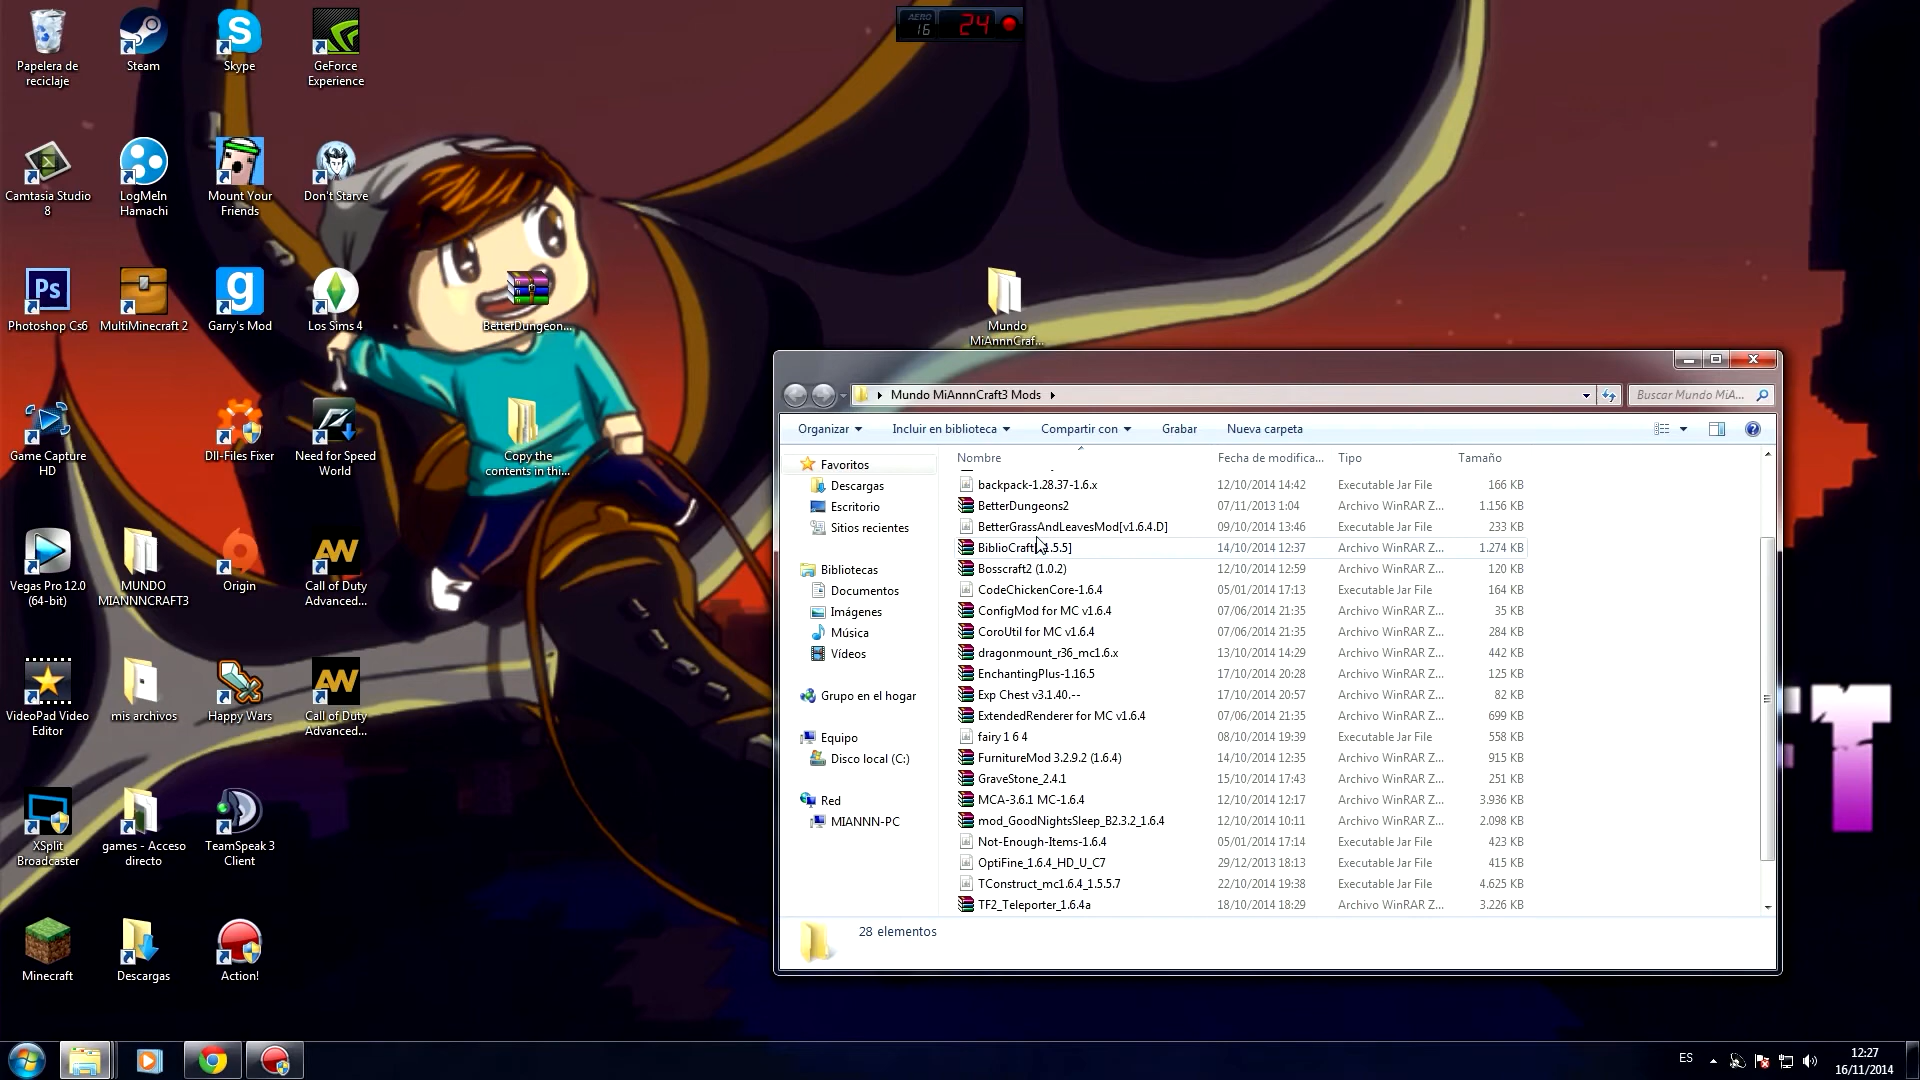 AERO
16
24
Papelera de
reciclaje
Steam
Skype
GeForce
Experience
Camtasia Studio
8
LogMeIn
Hamachi
Mount Your
Friends
Don't Starve
Ps
Photoshop Cs6
MultiMinecraft 2
g
Garry's Mod
Los Sims 4
BetterDungeon...
Mundo
MiAnnnCraf...
Game Capture
HD
Dll-Files Fixer
Need for Speed
World
Copy the
contents in thi...
Vegas Pro 12.0
(64-bit)
MUNDO
MIANNNCRAFT3
Origin
AW
Call of Duty
Advanced...
VideoPad Video
Editor
mis archivos
Happy Wars
AW
Call of Duty
Advanced...
XSplit
Broadcaster
games - Acceso
directo
TeamSpeak 3
Client
Minecraft
Descargas
Action!
Mundo MiAnnnCraft3 Mods
Buscar Mundo MiA...
Organizar
Incluir en biblioteca
Compartir con
Grabar
Nueva carpeta
Favoritos
Descargas
Escritorio
Sitios recientes
Bibliotecas
Documentos
Imágenes
Música
Vídeos
Grupo en el hogar
Equipo
Disco local (C:)
Red
MIANNN-PC
Nombre Fecha de modifica... Tipo Tamaño
backpack-1.28.37-1.6.x 12/10/2014 14:42 Executable Jar File 166 KB
BetterDungeons2 07/11/2013 1:04 Archivo WinRAR Z... 1.156 KB
BetterGrassAndLeavesMod[v1.6.4.D] 09/10/2014 13:46 Executable Jar File 233 KB
BiblioCraft 1.5.5] 14/10/2014 12:37 Archivo WinRAR Z... 1.274 KB
Bosscraft2 (1.0.2) 12/10/2014 12:59 Archivo WinRAR Z... 120 KB
CodeChickenCore-1.6.4 05/01/2014 17:13 Executable Jar File 164 KB
ConfigMod for MC v1.6.4 07/06/2014 21:35 Archivo WinRAR Z... 35 KB
CoroUtil for MC v1.6.4 07/06/2014 21:35 Archivo WinRAR Z... 284 KB
dragonmount_r36_mc1.6.x 13/10/2014 14:29 Archivo WinRAR Z... 442 KB
EnchantingPlus-1.16.5 17/10/2014 20:28 Archivo WinRAR Z... 125 KB
Exp Chest v3.1.40.-- 17/10/2014 20:57 Archivo WinRAR Z... 82 KB
ExtendedRenderer for MC v1.6.4 07/06/2014 21:35 Archivo WinRAR Z... 699 KB
fairy 1 6 4 08/10/2014 19:39 Executable Jar File 558 KB
FurnitureMod 3.2.9.2 (1.6.4) 14/10/2014 12:35 Archivo WinRAR Z... 915 KB
GraveStone_2.4.1 15/10/2014 17:43 Archivo WinRAR Z... 251 KB
MCA-3.6.1 MC-1.6.4 12/10/2014 12:17 Archivo WinRAR Z... 3.936 KB
mod_GoodNightsSleep_B2.3.2_1.6.4 12/10/2014 10:11 Archivo WinRAR Z... 2.098 KB
Not-Enough-Items-1.6.4 05/01/2014 17:14 Executable Jar File 423 KB
OptiFine_1.6.4_HD_U_C7 29/12/2013 18:13 Executable Jar File 415 KB
TConstruct_mc1.6.4_1.5.5.7 22/10/2014 19:38 Executable Jar File 4.625 KB
TF2_Teleporter_1.6.4a 18/10/2014 18:29 Archivo WinRAR Z... 3.226 KB
28 elementos
T
ES
12:27
16/11/2014